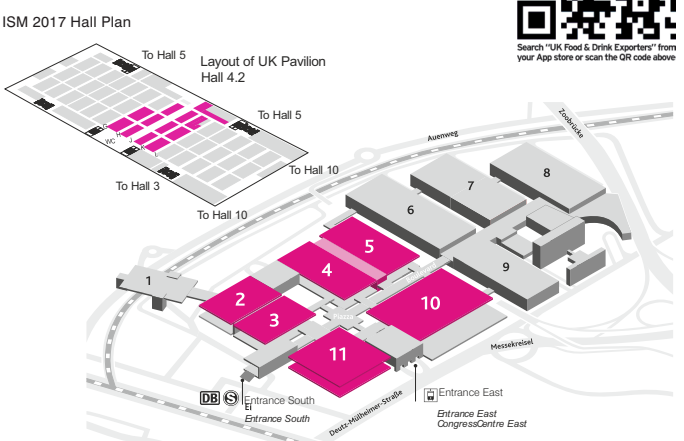 ISM 2017 Hall Plan
Search "UK Food & Drink Exporters" from
your App store or scan the QR code above
To Hall 5
Layout of UK Pavilion
Hall 4.2
To Hall 5
G
H
WC
J
K
L
To Hall 10
To Hall 3
To Hall 10
Auenweg
Zoobrücke
8
7
6
5
4
9
1
2
3
10
Piazza
11
Messekreisel
DB
S
Entrance South
Ei
Entrance South
Deutz-Mülheimer-Straße
Entrance East
Entrance East
CongressCentre East